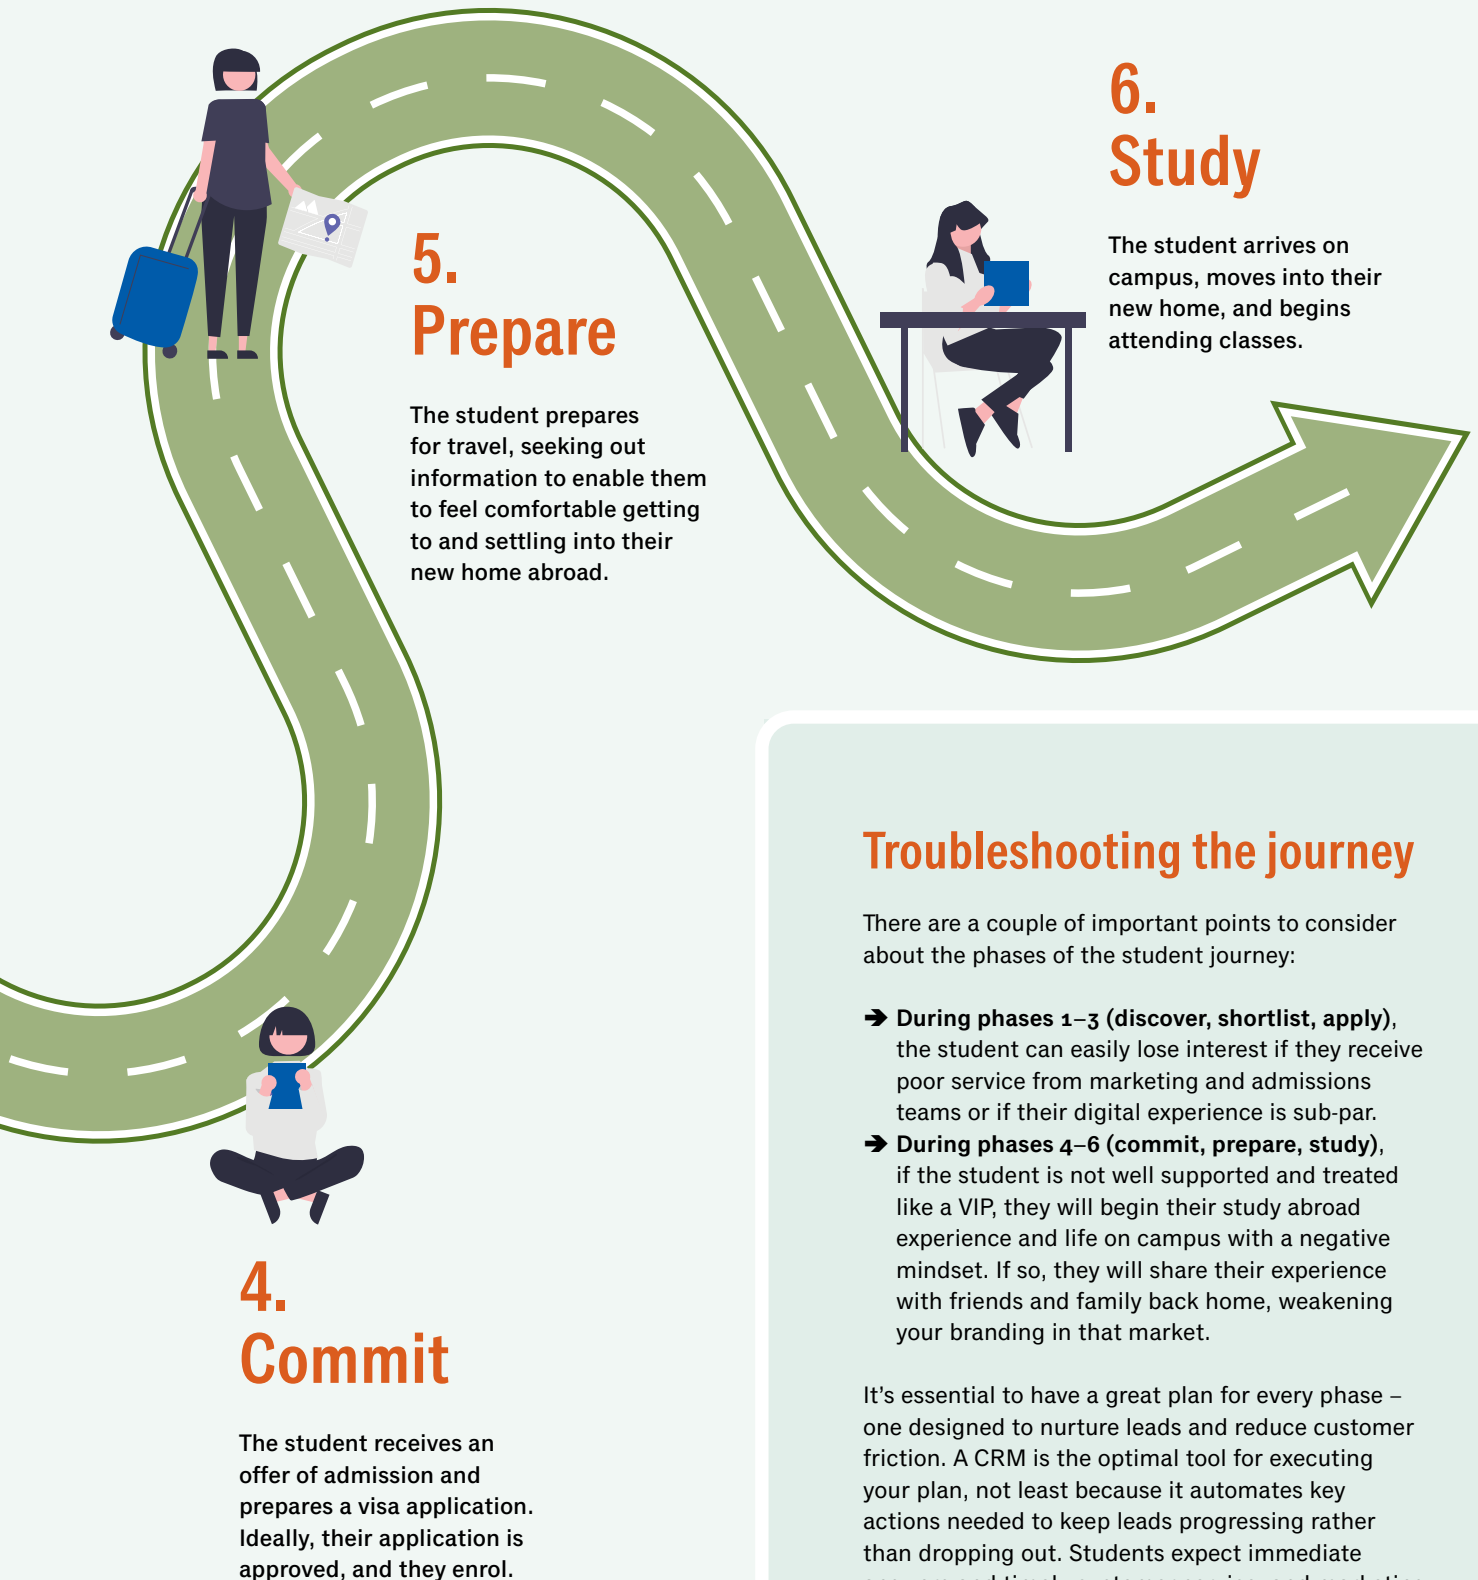 6.
Study
The student arrives on
campus, moves into their
new home, and begins
attending classes.
5.
Prepare
The student prepares
for travel, seeking out
information to enable them
to feel comfortable getting
to and settling into their
new home abroad.
4.
Commit
The student receives an
offer of admission and
prepares a visa application.
Ideally, their application is
approved, and they enrol.
Troubleshooting the journey
There are a couple of important points to consider
about the phases of the student journey:
➔ During phases 1–3 (discover, shortlist, apply),
the student can easily lose interest if they receive
poor service from marketing and admissions
teams or if their digital experience is sub-par.
➔ During phases 4–6 (commit, prepare, study),
if the student is not well supported and treated
like a VIP, they will begin their study abroad
experience and life on campus with a negative
mindset. If so, they will share their experience
with friends and family back home, weakening
your branding in that market.
It’s essential to have a great plan for every phase –
one designed to nurture leads and reduce customer
friction. A CRM is the optimal tool for executing
your plan, not least because it automates key
actions needed to keep leads progressing rather
than dropping out. Students expect immediate